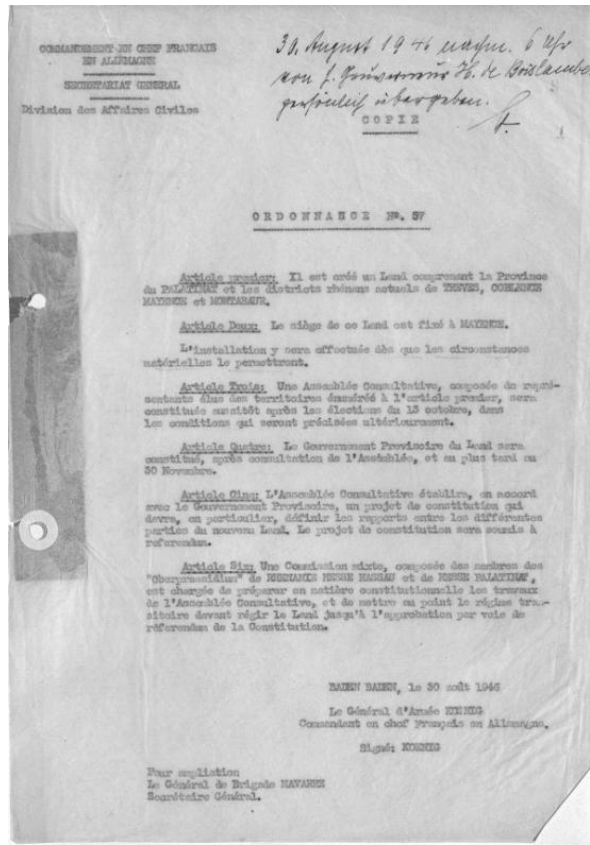 COMMANDEMENT EN CHEF FRANCAIS
EN ALLEMAGNE
SECRETARIAT GENERAL
Division des Affaires Civiles
30. August 1946 nachm. 6 Uhr
von H. Gouverneur H. de Boislambert
persönlich übergeben.
COPIE
ORDONNANCE No. 57
Article premier: Il est créé un Land comprenant la Province
du PALATINAT et les districts rhénans actuels de TREVES, COBLENCE
MAYENCE et MONTABAUR.
Article Deux: Le siège de ce Land est fixé à MAYENCE.
L'installation y sera effectuée dès que les circonstances
matérielles le permettront.
Article Trois: Une Assemblée Consultative, composée de repré-
sentants élus des territoires énuméré à l'article premier, sera
constituée aussitôt après les élections du 13 octobre, dans
les conditions qui seront précisées ultérieurement.
Article Quatre: Le Gouvernement Provisoire du Land sera
constitué, après consultation de l'Assemblée, et au plus tard au
30 Novembre.
Article Cinq: L'Assemblée Consultative établira, en accord
avec le Gouvernement Provisoire, un projet de constitution qui
devra, en particulier, définir les rapports entre les différentes
parties du nouveau Land. Le projet de constitution sera soumis à
referendum.
Article Six: Une Commission mixte, composée des membres des
"Oberpraesidium" de RHENANIE HESSE NASSAU et de HESSE PALATINAT,
est chargée de préparer en matière constitutionnelle les travaux
de l'Assemblée Consultative, et de mettre au point le régime tran-
sitoire devant régir le Land jusqu'à l'approbation par voie de
référendum de la Constitution.
BADEN BADEN, le 30 août 1946
Le Général d'Armée KOENIG
Commandant en chef Français en Allemagne.
Signé: KOENIG
Pour ampliation
Le Général de Brigade NAVARRE
Secrétaire Général.